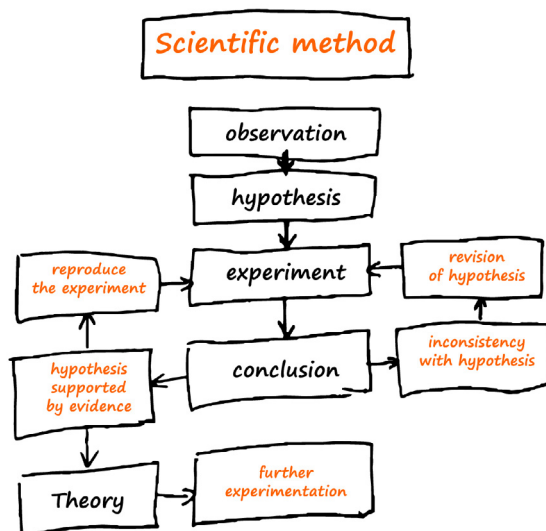 Scientific method
observation
hypothesis
experiment
reproduce
the experiment
revision
of hypothesis
conclusion
hypothesis
supported
by evidence
inconsistency
with hypothesis
Theory
further
experimentation